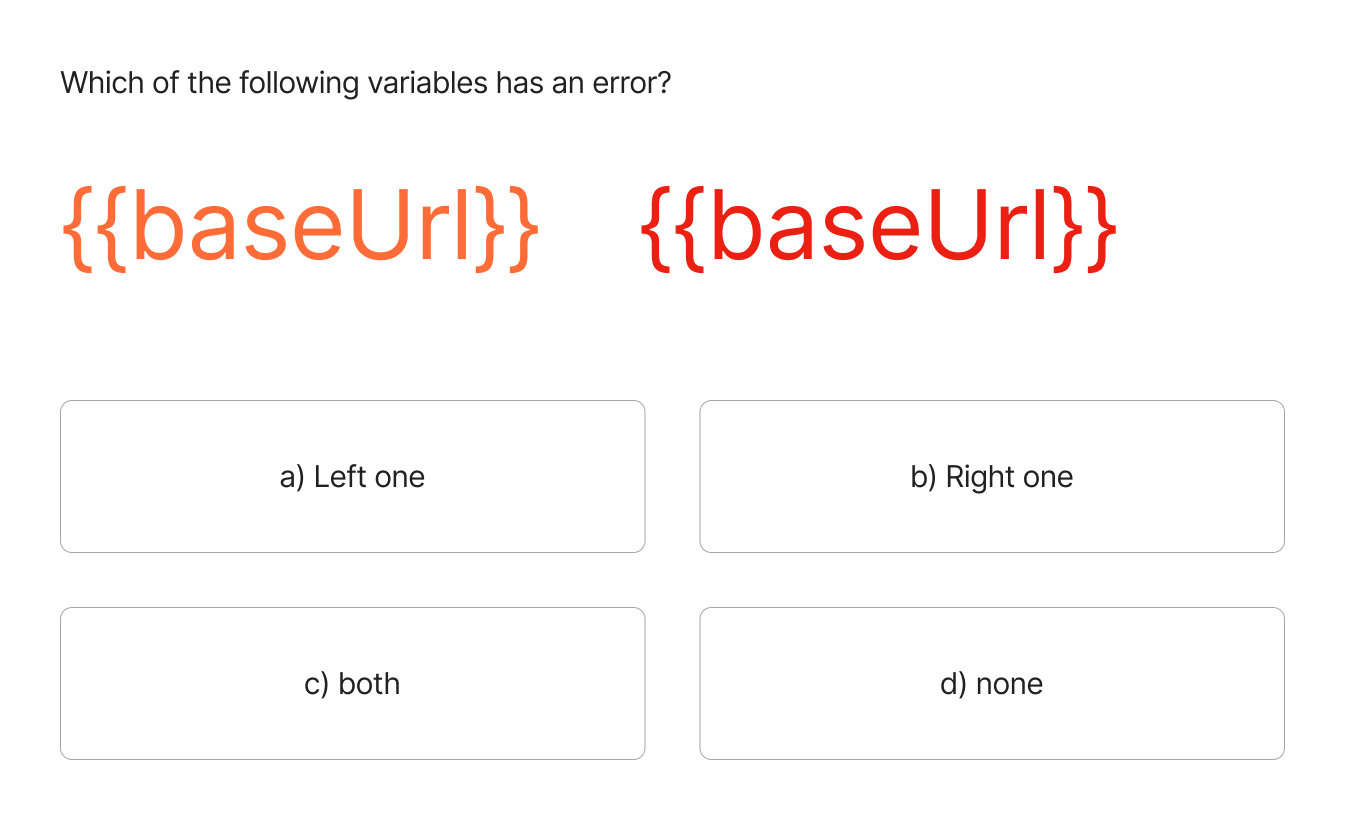 Which of the following variables has an error?
{{baseUrl}} {{baseUrl}}
a) Left one
b) Right one
c) both
d) none